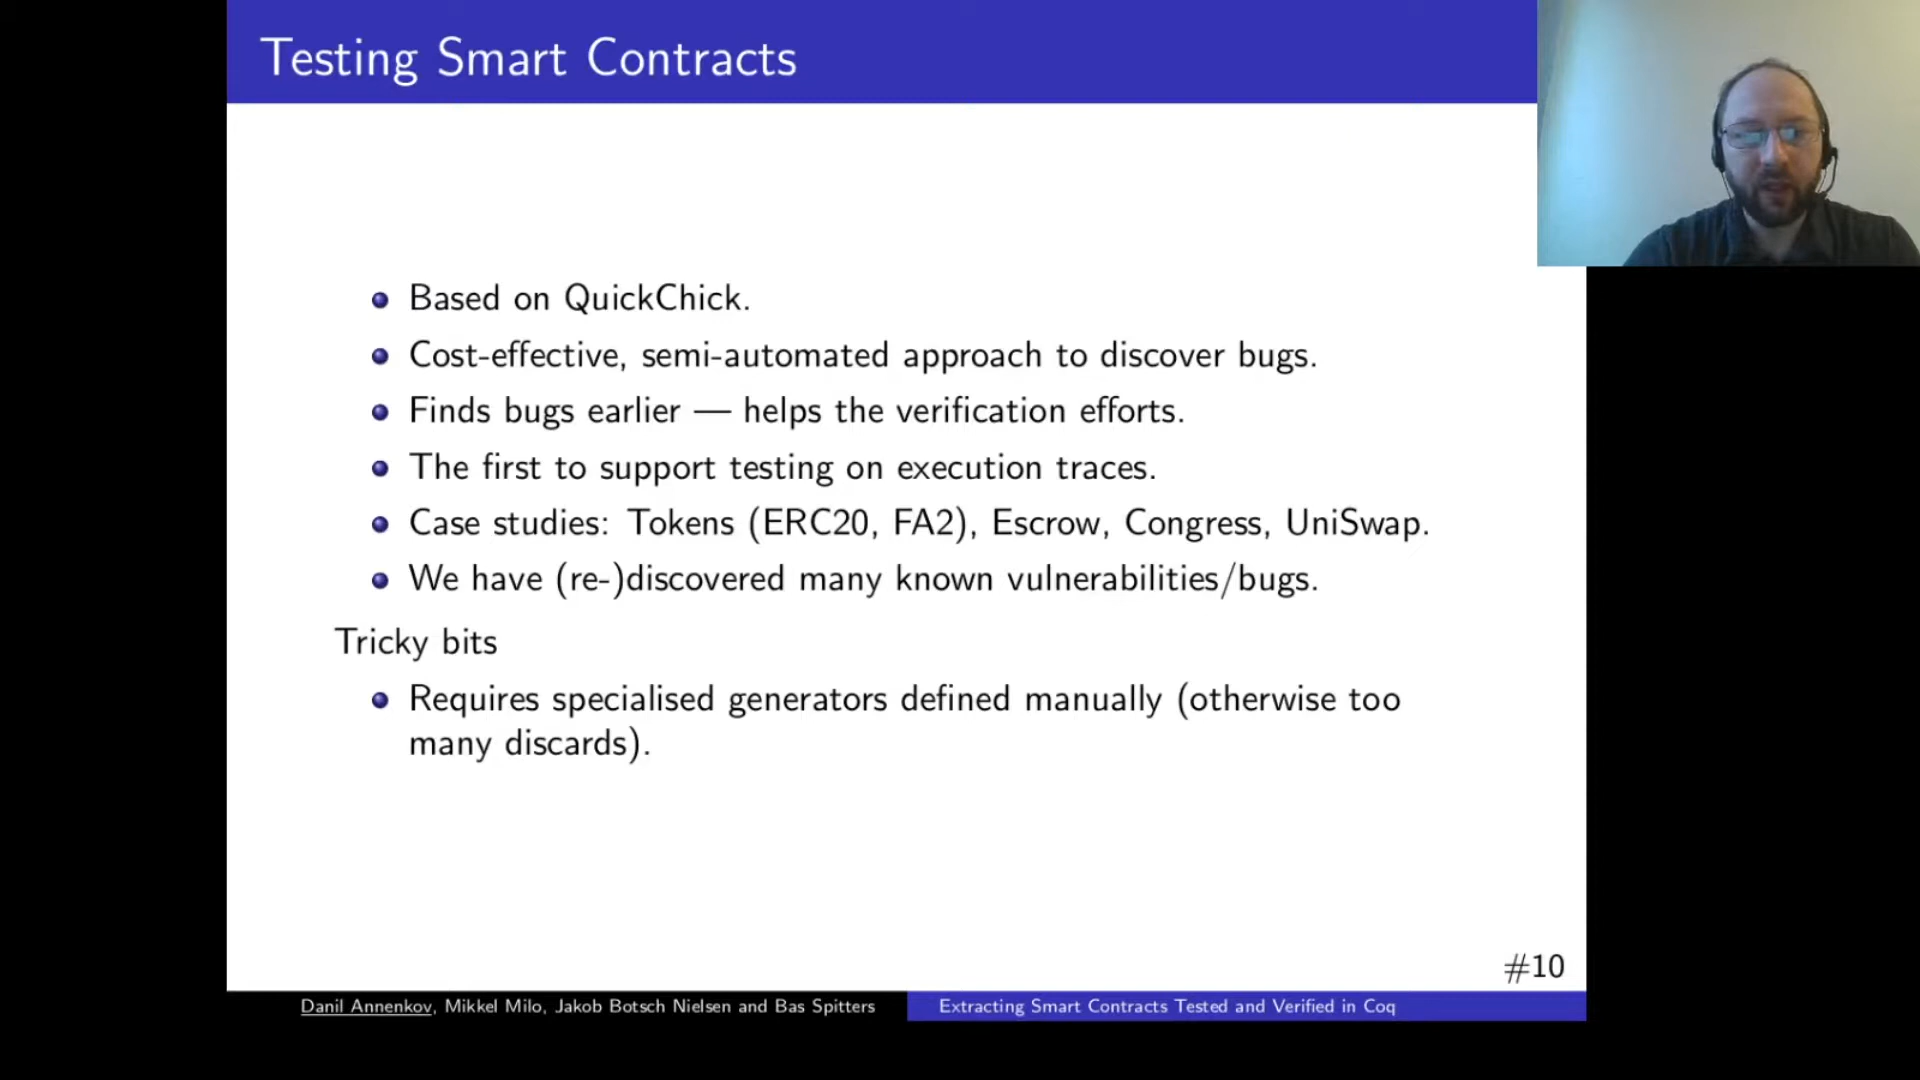 Testing Smart Contracts
Based on QuickChick.
Cost-effective, semi-automated approach to discover bugs.
Finds bugs earlier — helps the verification efforts.
The first to support testing on execution traces.
Case studies: Tokens (ERC20, FA2), Escrow, Congress, UniSwap.
We have (re-)discovered many known vulnerabilities/bugs.
Tricky bits
Requires specialised generators defined manually (otherwise too
many discards).
#10
Danil Annenkov, Mikkel Milo, Jakob Botsch Nielsen and Bas Spitters
Extracting Smart Contracts Tested and Verified in Coq